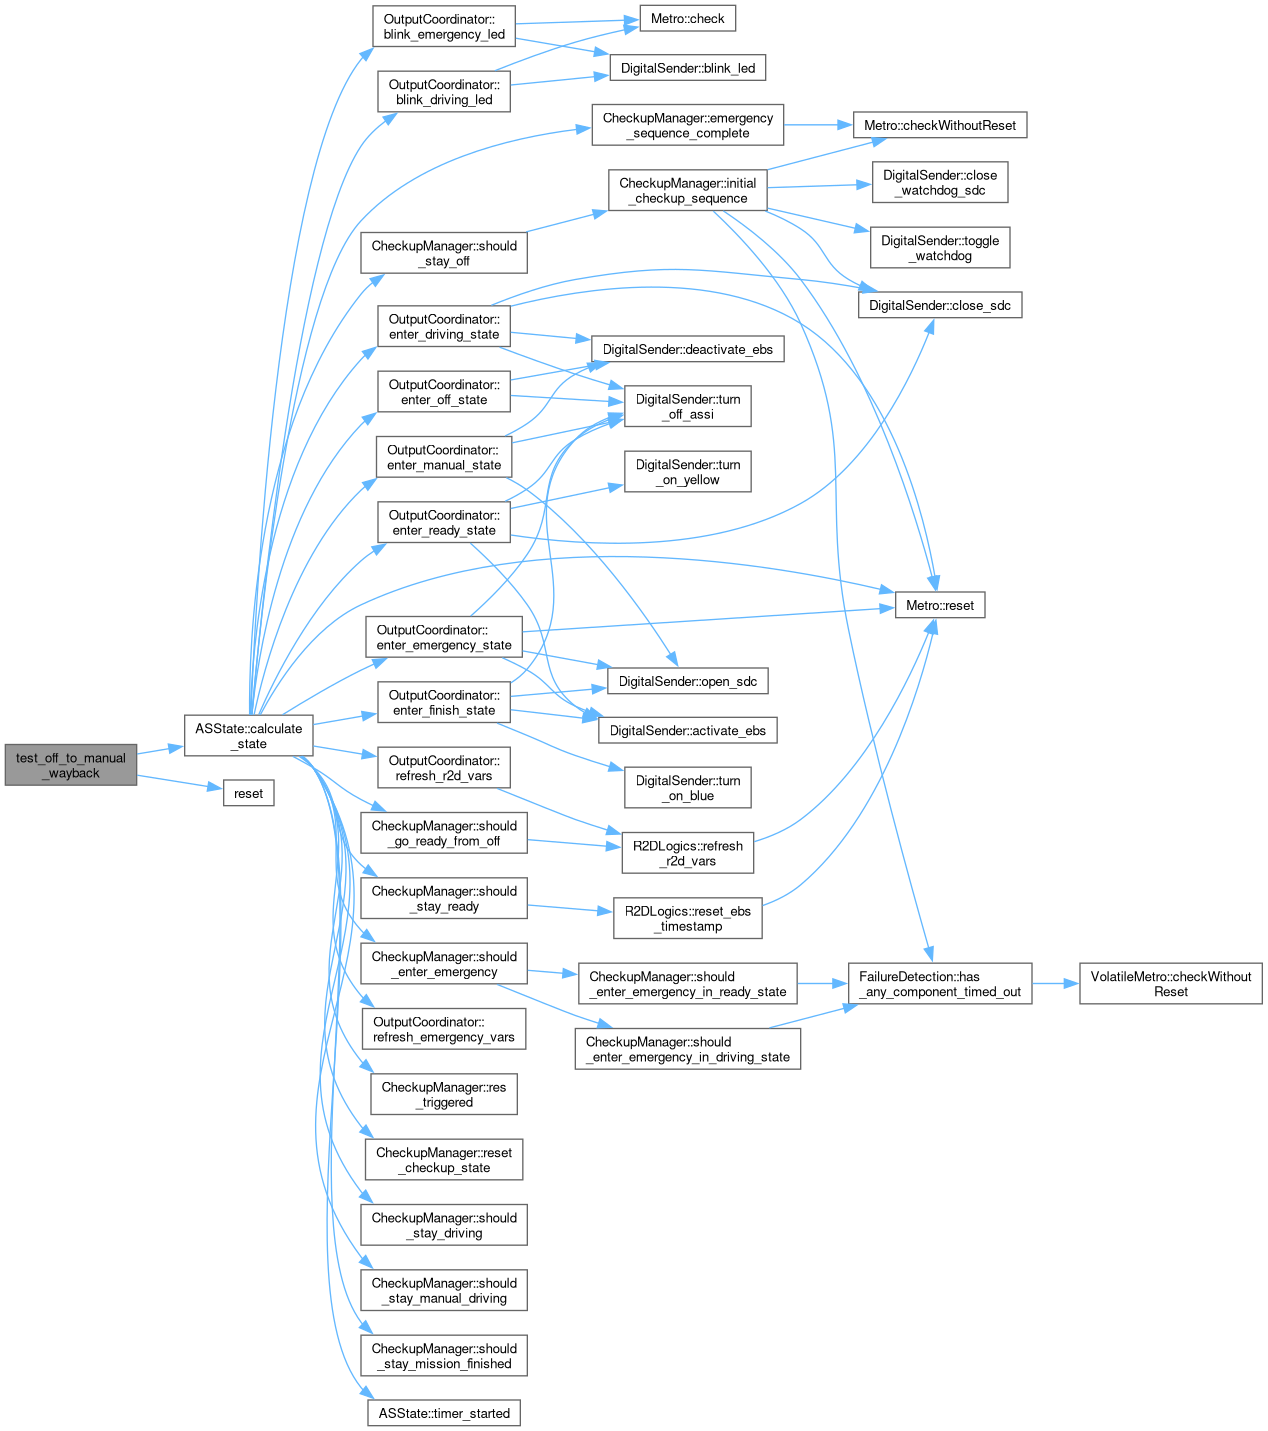 test_off_to_manual
_wayback
ASState::calculate
_state
reset
OutputCoordinator::
blink_emergency_led
OutputCoordinator::
blink_driving_led
CheckupManager::should
_stay_off
OutputCoordinator::
enter_driving_state
OutputCoordinator::
enter_off_state
OutputCoordinator::
enter_manual_state
OutputCoordinator::
enter_ready_state
OutputCoordinator::
enter_emergency_state
OutputCoordinator::
enter_finish_state
OutputCoordinator::
refresh_r2d_vars
CheckupManager::should
_go_ready_from_off
CheckupManager::should
_stay_ready
CheckupManager::should
_enter_emergency
OutputCoordinator::
refresh_emergency_vars
CheckupManager::res
_triggered
CheckupManager::reset
_checkup_state
CheckupManager::should
_stay_driving
CheckupManager::should
_stay_manual_driving
CheckupManager::should
_stay_mission_finished
ASState::timer_started
Metro::check
DigitalSender::blink_led
CheckupManager::emergency
_sequence_complete
CheckupManager::initial
_checkup_sequence
DigitalSender::deactivate_ebs
DigitalSender::turn
_off_assi
DigitalSender::turn
_on_yellow
DigitalSender::open_sdc
DigitalSender::activate_ebs
DigitalSender::turn
_on_blue
R2DLogics::refresh
_r2d_vars
R2DLogics::reset_ebs
_timestamp
CheckupManager::should
_enter_emergency_in_ready_state
CheckupManager::should
_enter_emergency_in_driving_state
Metro::checkWithoutReset
DigitalSender::close
_watchdog_sdc
DigitalSender::toggle
_watchdog
DigitalSender::close_sdc
Metro::reset
FailureDetection::has
_any_component_timed_out
VolatileMetro::checkWithout
Reset